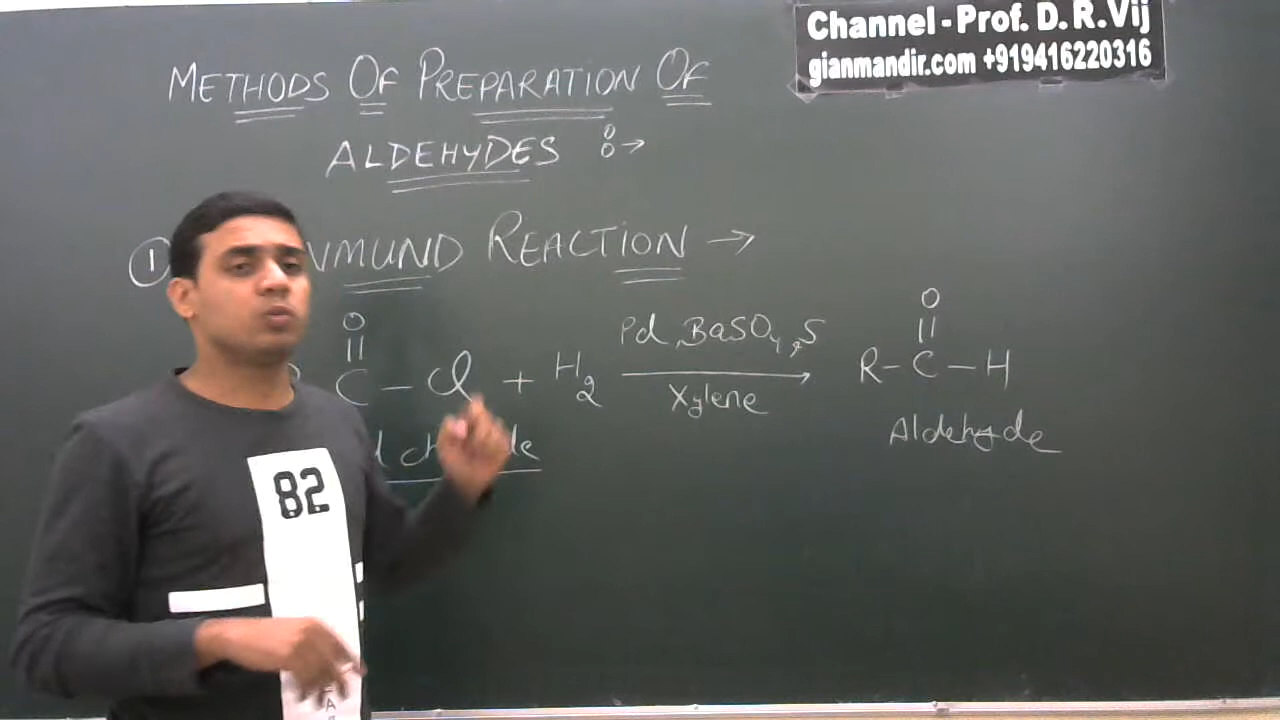 Channel - Prof. D. R. Vij
gianmandir.com +919416220316
METHODS OF PREPARATION OF
ALDEHYDES :→
① NMUND REACTION →
O
||
C - Cl + H2
Pd, BaSO4, S
Xylene
O
||
R - C - H
Aldehyde
82